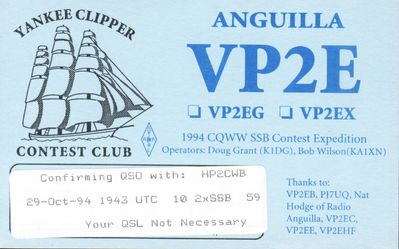 YANKEE CLIPPER
CONTEST CLUB
ANGUILLA
VP2E
VP2EG
VP2EX
1994 CQWW SSB Contest Expedition
Operators: Doug Grant (K1DG), Bob Wilson(KA1XN)
Confirming QSO with: HP2CWB
29-Oct-94 1943 UTC 10 2xSSB 59
Your QSL Not Necessary
Thanks to:
VP2EB, PJ7UQ, Nat
Hodge of Radio
Anguilla, VP2EC,
VP2EE, VP2EHF